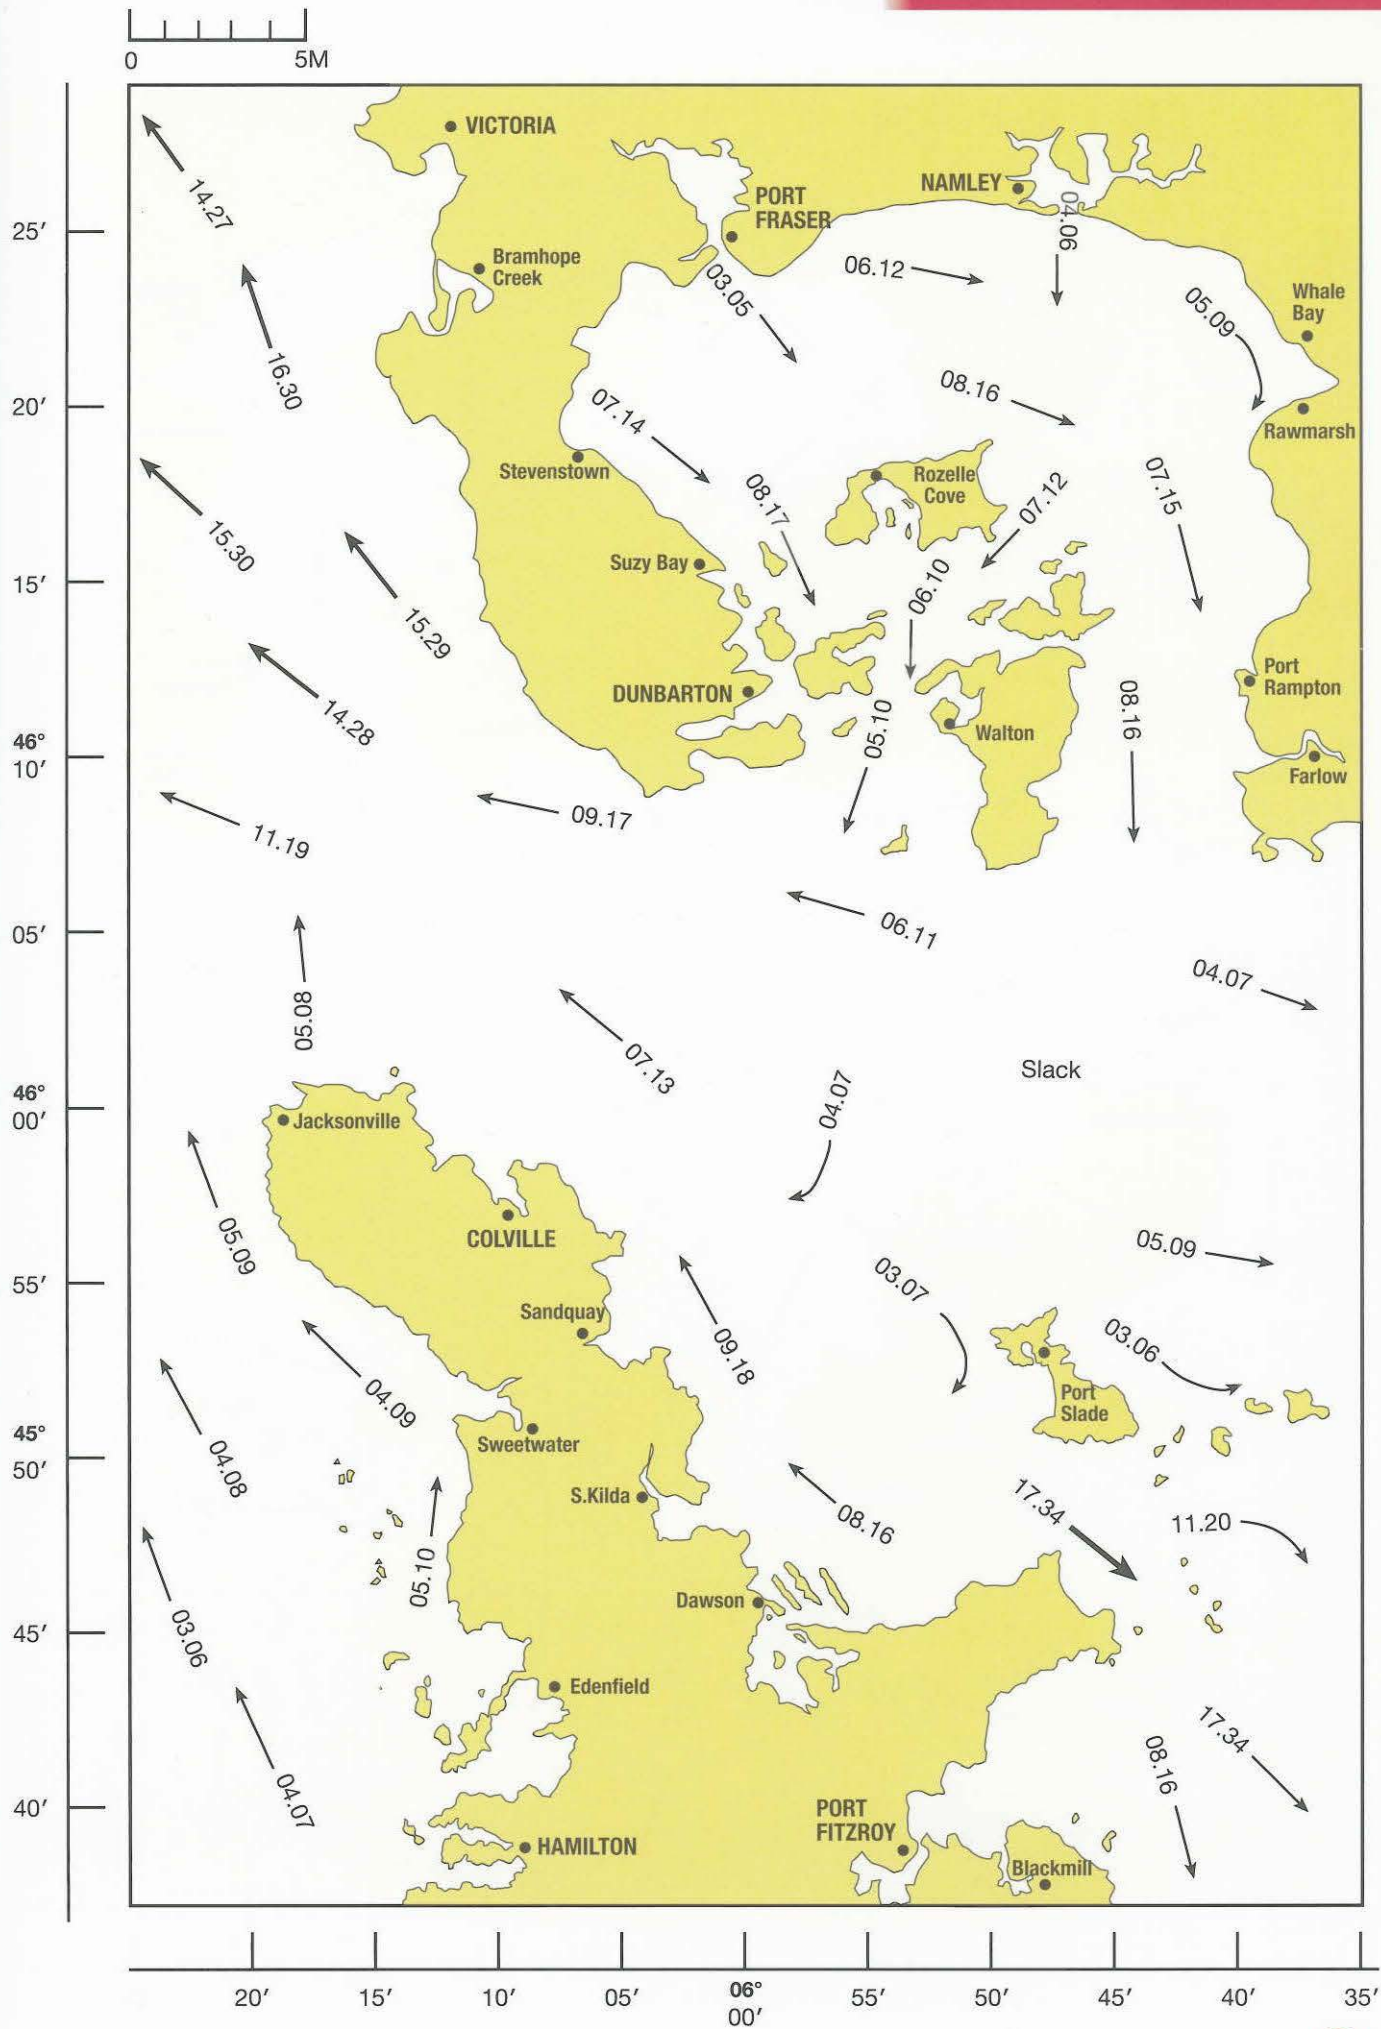 0 5M
VICTORIA
14.27
NAMLEY
PORT
FRASER
04.06
25′
Bramhope
Creek
06.12
03.05
Whale
Bay
05.09
16.30
20′
08.16
07.14
Rawmarsh
Stevenstown
Rozelle
Cove
08.17
07.12
07.15
15.30
15′
Suzy Bay
06.10
15.29
Port
Rampton
DUNBARTON
14.28
05.10
Walton
08.16
46°
10′
Farlow
09.17
11.19
05′
06.11
04.07
05.08
07.13
Slack
46°
00′
Jacksonville
04.07
05.09
COLVILLE
05.09
55′
03.07
Sandquay
03.06
09.18
04.09
Port
Slade
45°
50′
Sweetwater
04.08
S.Kilda
17.34
08.16
11.20
05.10
Dawson
45′
03.06
Edenfield
17.34
08.16
04.07
40′
PORT
FITZROY
HAMILTON
Blackmill
20′ 15′ 10′ 05′ 06° 55′ 50′ 45′ 40′ 35′
00′